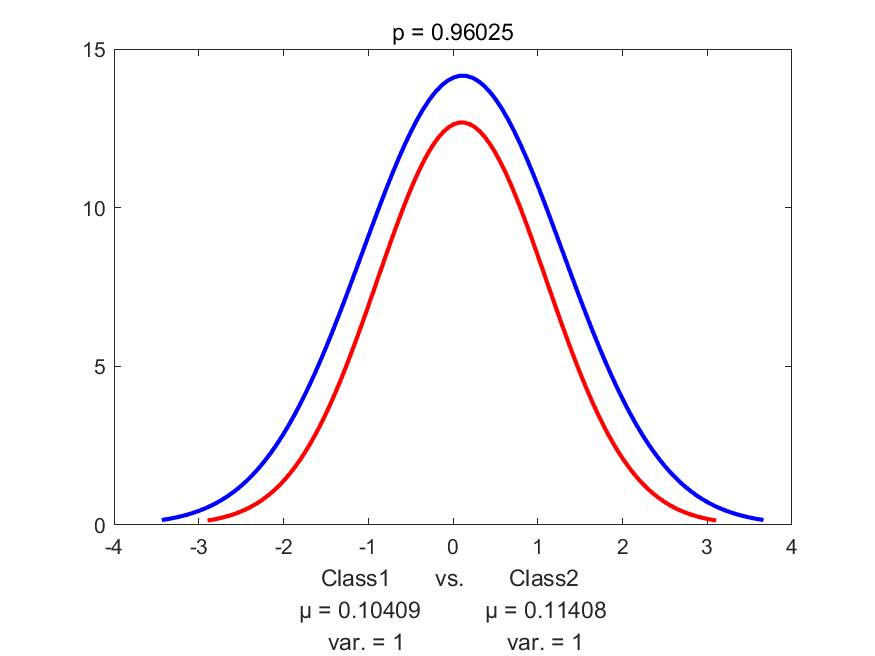 p = 0.96025
15
10
5
0
-4 -3 -2 -1 0 1 2 3 4
Class1 vs. Class2
μ = 0.10409 μ = 0.11408
var. = 1 var. = 1